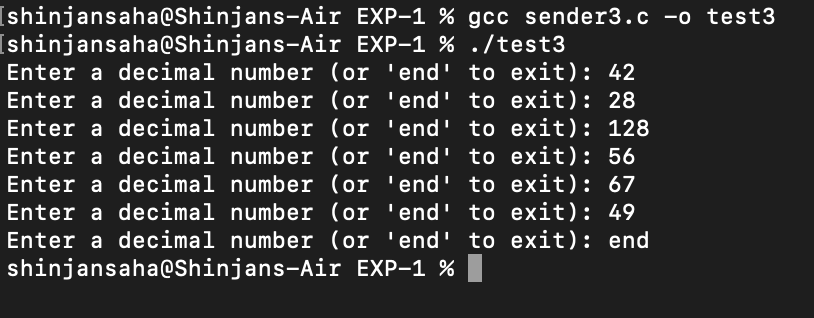 [shinjansaha@Shinjans-Air EXP-1 % gcc sender3.c -o test3
[shinjansaha@Shinjans-Air EXP-1 % ./test3
Enter a decimal number (or 'end' to exit): 42
Enter a decimal number (or 'end' to exit): 28
Enter a decimal number (or 'end' to exit): 128
Enter a decimal number (or 'end' to exit): 56
Enter a decimal number (or 'end' to exit): 67
Enter a decimal number (or 'end' to exit): 49
Enter a decimal number (or 'end' to exit): end
shinjansaha@Shinjans-Air EXP-1 %